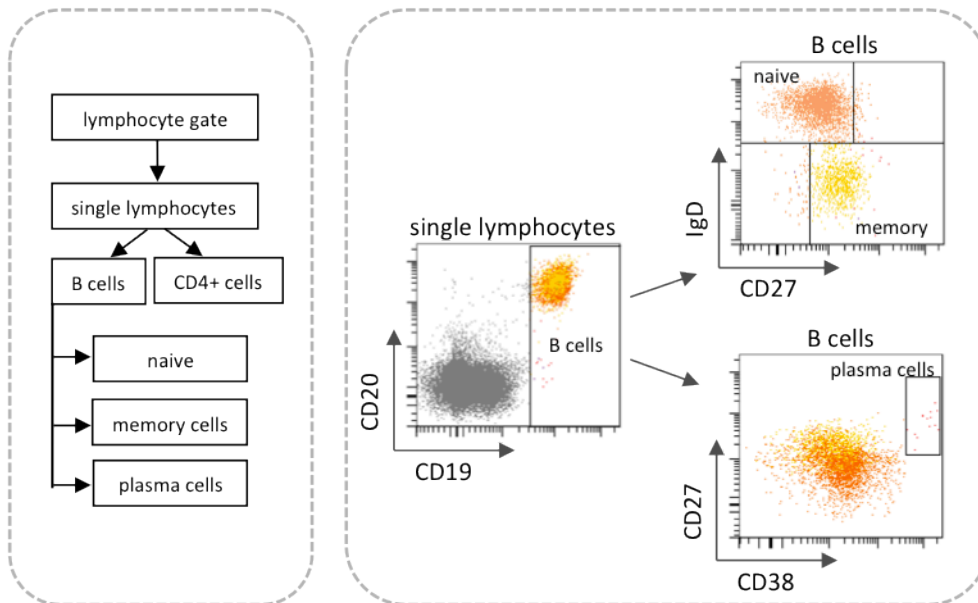 lymphocyte gate
single lymphocytes
B cells
CD4+ cells
naive
memory cells
plasma cells
single lymphocytes
B cells
CD20
CD19
B cells
naive
memory
IgD
CD27
B cells
plasma cells
CD27
CD38